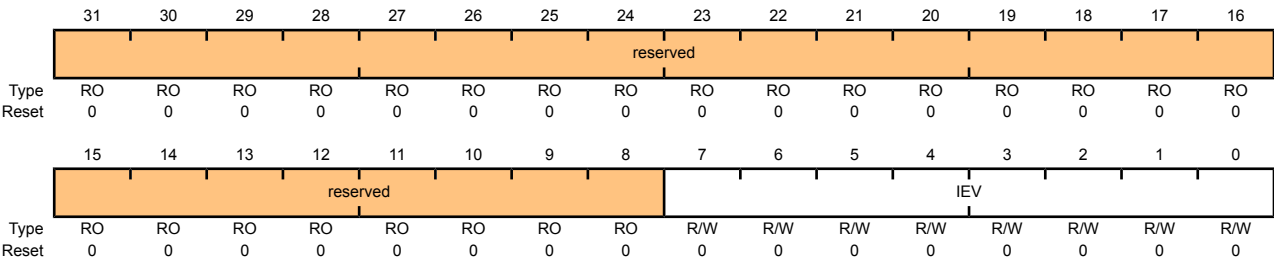 31 30 29 28 27 26 25 24 23 22 21 20 19 18 17 16
reserved
Type RO RO RO RO RO RO RO RO RO RO RO RO RO RO RO RO
Reset 0 0 0 0 0 0 0 0 0 0 0 0 0 0 0 0
15 14 13 12 11 10 9 8 7 6 5 4 3 2 1 0
reserved IEV
Type RO RO RO RO RO RO RO RO R/W R/W R/W R/W R/W R/W R/W R/W
Reset 0 0 0 0 0 0 0 0 0 0 0 0 0 0 0 0